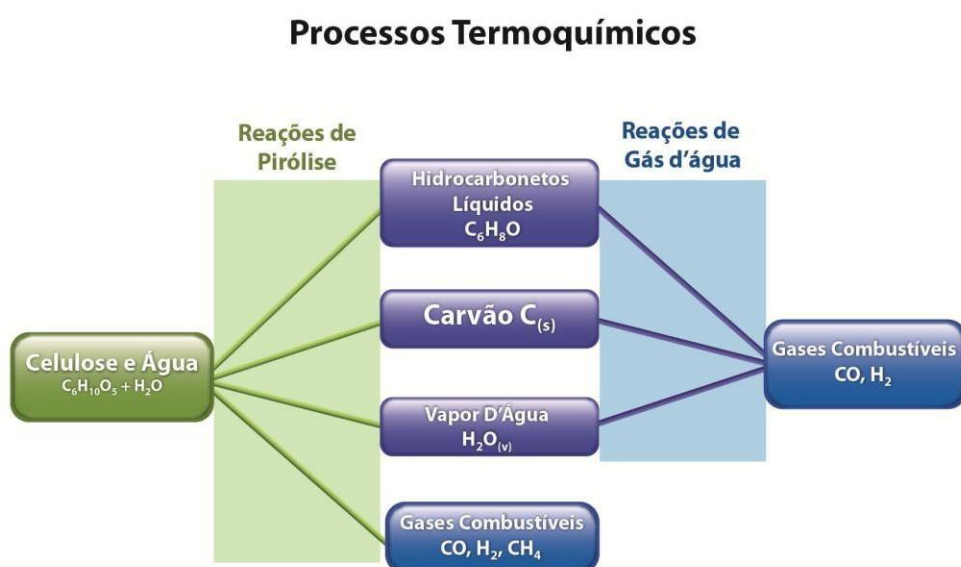 Processos Termoquímicos
Reações de
Pirólise
Reações de
Gás d'água
Hidrocarbonetos
Líquidos
C₆H₈O
Carvão C₍s₎
Celulose e Água
C₆H₁₀O₅ + H₂O
Gases Combustíveis
CO, H₂
Vapor D'Água
H₂O₍v₎
Gases Combustíveis
CO, H₂, CH₄